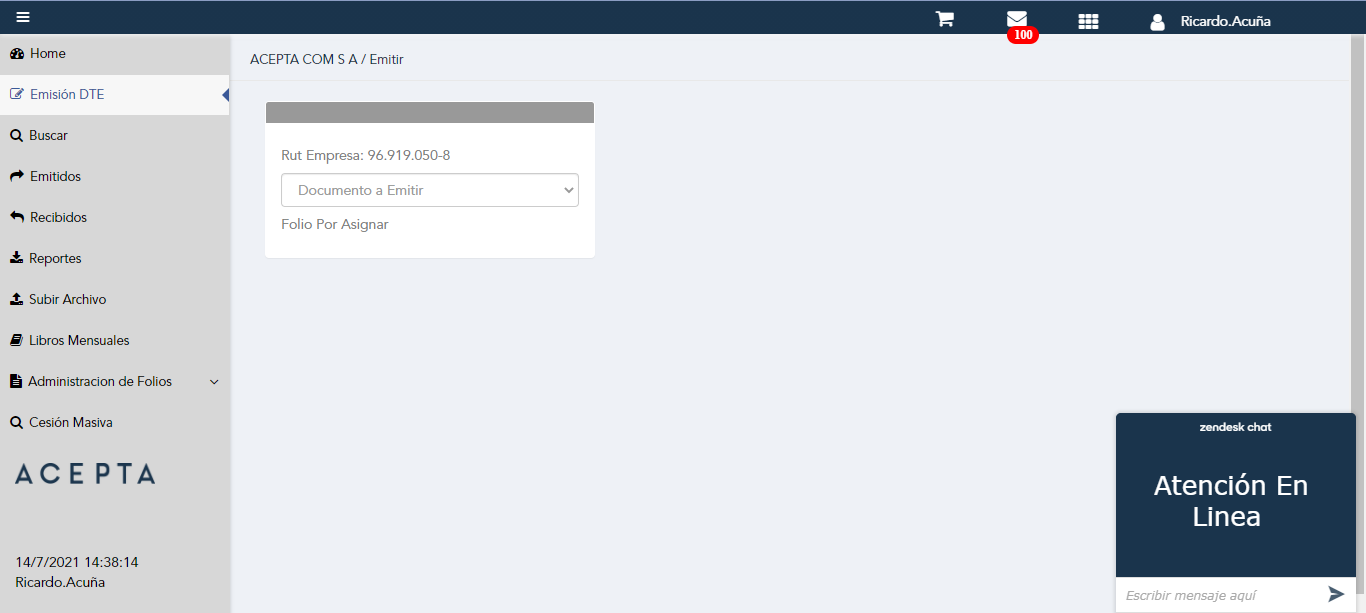 100
Ricardo.Acuña
Home
Emisión DTE
Buscar
Emitidos
Recibidos
Reportes
Subir Archivo
Libros Mensuales
Administracion de Folios
Cesión Masiva
ACEPTA
14/7/2021 14:38:14
Ricardo.Acuña
ACEPTA COM S A / Emitir
Rut Empresa: 96.919.050-8
Documento a Emitir
Folio Por Asignar
zendesk chat
Atención En
Linea
Escribir mensaje aquí